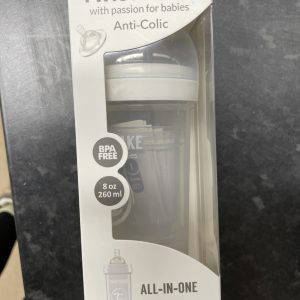 with passion for babies
Anti-Colic
BPA
FREE
8 oz
260 ml
ALL-IN-ONE